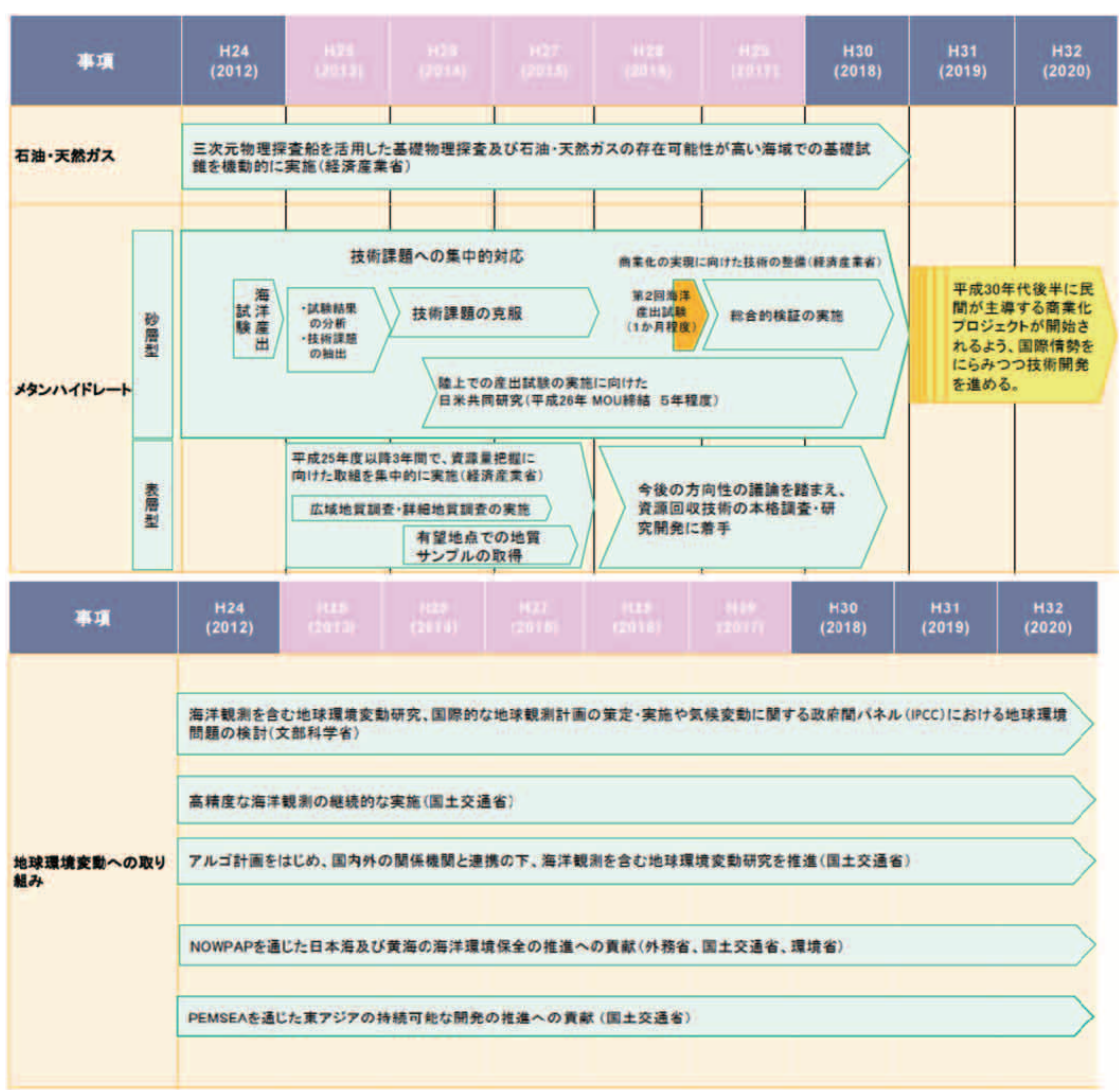 事項
H24
(2012)
H25
(2013)
H26
(2014)
H27
(2015)
H28
(2016)
H29
(2017)
H30
(2018)
H31
(2019)
H32
(2020)
石油・天然ガス
三次元物理探査船を活用した基礎物理探査及び石油・天然ガスの存在可能性が高い海域での基礎試
錐を機動的に実施(経済産業省)
メタンハイドレート
砂層型
技術課題への集中的対応
商業化の実現に向けた技術の整備(経済産業省)
海洋産出
試験
・試験結果
の分析
・技術課題
の抽出
技術課題の克服
第2回海洋
産出試験
(1か月程度)
総合的検証の実施
陸上での産出試験の実施に向けた
日米共同研究(平成26年 MOU締結 5年程度)
平成30年代後半に民
間が主導する商業化
プロジェクトが開始さ
れるよう、国際情勢を
にらみつつ技術開発
を進める。
表層型
平成25年度以降3年間で、資源量把握に
向けた取組を集中的に実施(経済産業省)
広域地質調査・詳細地質調査の実施
有望地点での地質
サンプルの取得
今後の方向性の議論を踏まえ、
資源回収技術の本格調査・研
究開発に着手
事項
H24
(2012)
H25
(2013)
H26
(2014)
H27
(2015)
H28
(2016)
H29
(2017)
H30
(2018)
H31
(2019)
H32
(2020)
地球環境変動への取り
組み
海洋観測を含む地球環境変動研究、国際的な地球観測計画の策定・実施や気候変動に関する政府間パネル(IPCC)における地球環境
問題の検討(文部科学省)
高精度な海洋観測の継続的な実施(国土交通省)
アルゴ計画をはじめ、国内外の関係機関と連携の下、海洋観測を含む地球環境変動研究を推進(国土交通省)
NOWPAPを通じた日本海及び黄海の海洋環境保全の推進への貢献(外務省、国土交通省、環境省)
PEMSEAを通じた東アジアの持続可能な開発の推進への貢献(国土交通省)